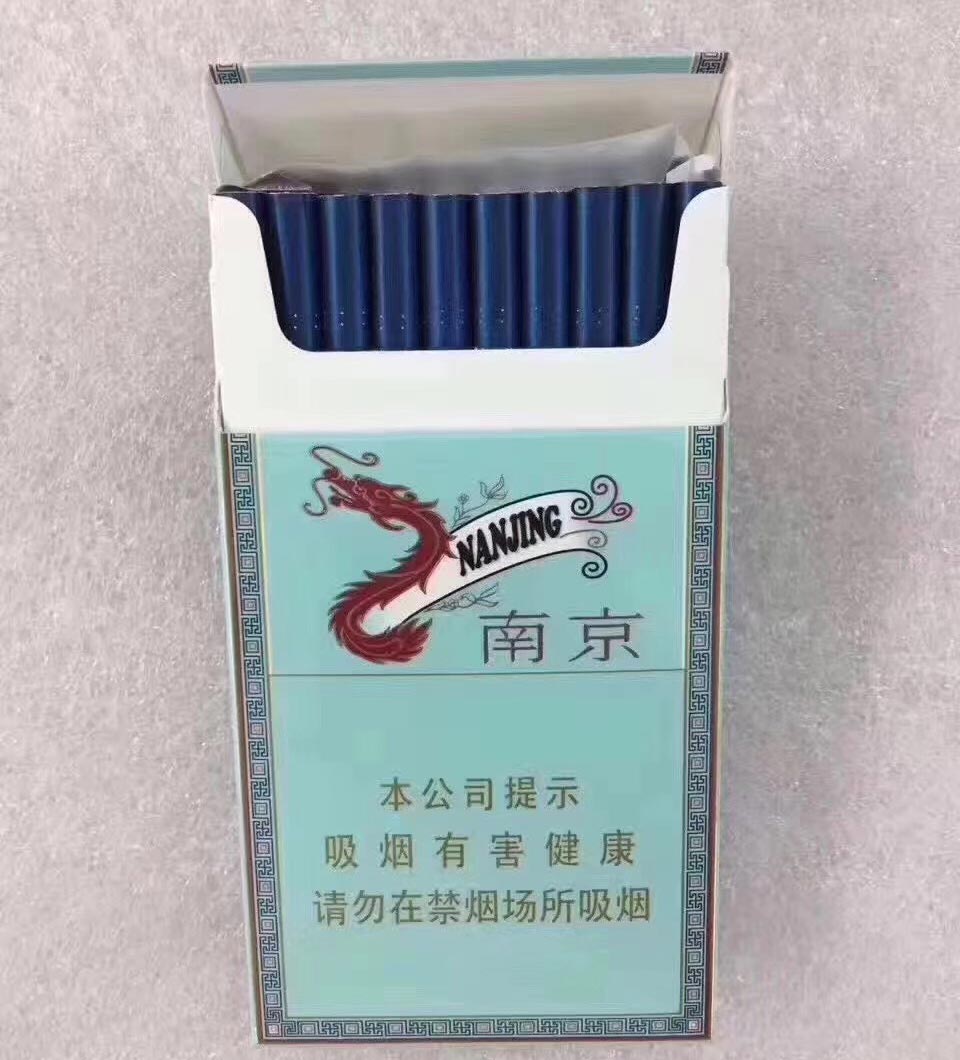 NANJING
南京
本公司提示
吸烟有害健康
请勿在禁烟场所吸烟